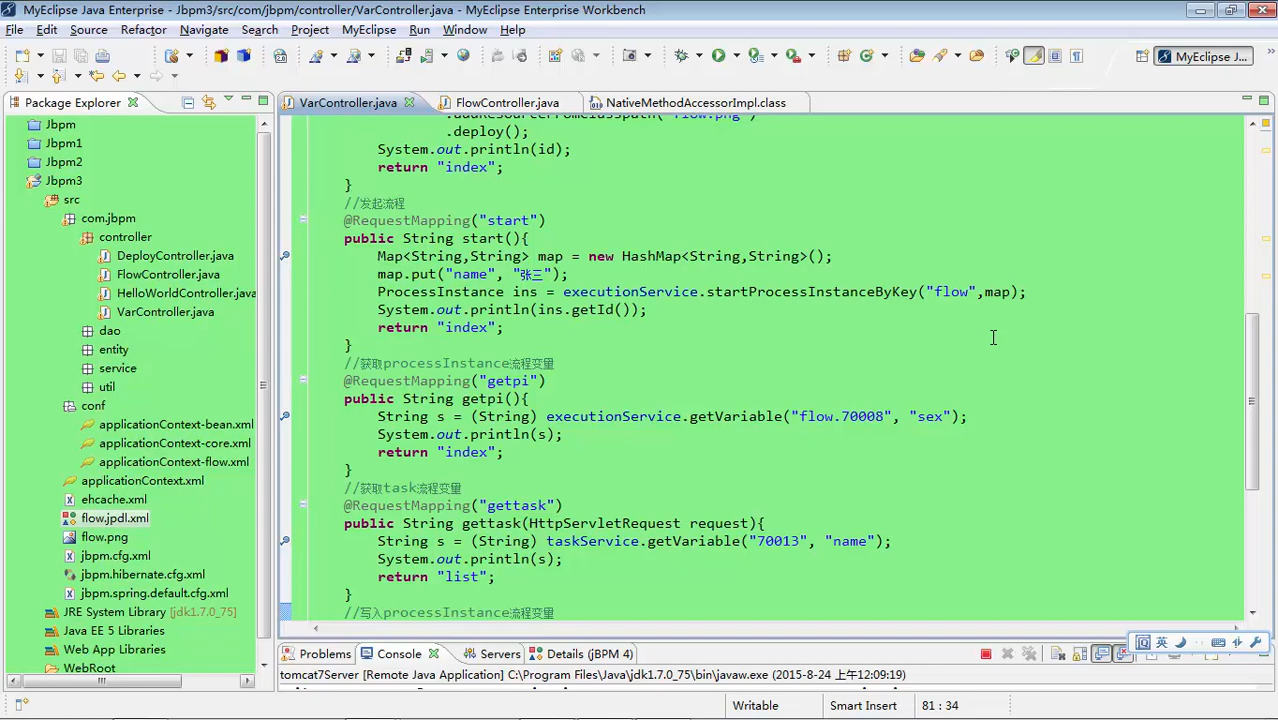 MyEclipse Java Enterprise - Jbpm3/src/com/jbpm/controller/VarController.java - MyEclipse Enterprise Workbench
File Edit Source Refactor Navigate Search Project MyEclipse Run Window Help
MyEclipse J...
Package Explorer
VarController.java
FlowController.java
NativeMethodAccessorImpl.class
Jbpm
Jbpm1
Jbpm2
Jbpm3
src
com.jbpm
controller
DeployController.java
FlowController.java
HelloWorldController.java
VarController.java
dao
entity
service
util
conf
applicationContext-bean.xml
applicationContext-core.xml
applicationContext-flow.xml
applicationContext.xml
ehcache.xml
flow.jpdl.xml
flow.png
jbpm.cfg.xml
jbpm.hibernate.cfg.xml
jbpm.spring.default.cfg.xml
JRE System Library [jdk1.7.0_75]
Java EE 5 Libraries
Web App Libraries
WebRoot
.addResourceFromClasspath("flow.png")
.deploy();
System.out.println(id);
return "index";
}
//发起流程
@RequestMapping("start")
public String start(){
Map<String,String> map = new HashMap<String,String>();
map.put("name", "张三");
ProcessInstance ins = executionService.startProcessInstanceByKey("flow",map);
System.out.println(ins.getId());
return "index";
}
//获取processInstance流程变量
@RequestMapping("getpi")
public String getpi(){
String s = (String) executionService.getVariable("flow.70008", "sex");
System.out.println(s);
return "index";
}
//获取task流程变量
@RequestMapping("gettask")
public String gettask(HttpServletRequest request){
String s = (String) taskService.getVariable("70013", "name");
System.out.println(s);
return "list";
}
//写入processInstance流程变量
英
Problems
Console
Servers
Details (jBPM 4)
tomcat7Server [Remote Java Application] C:\Program Files\Java\jdk1.7.0_75\bin\javaw.exe (2015-8-24 上午12:09:19)
Writable
Smart Insert
81 : 34